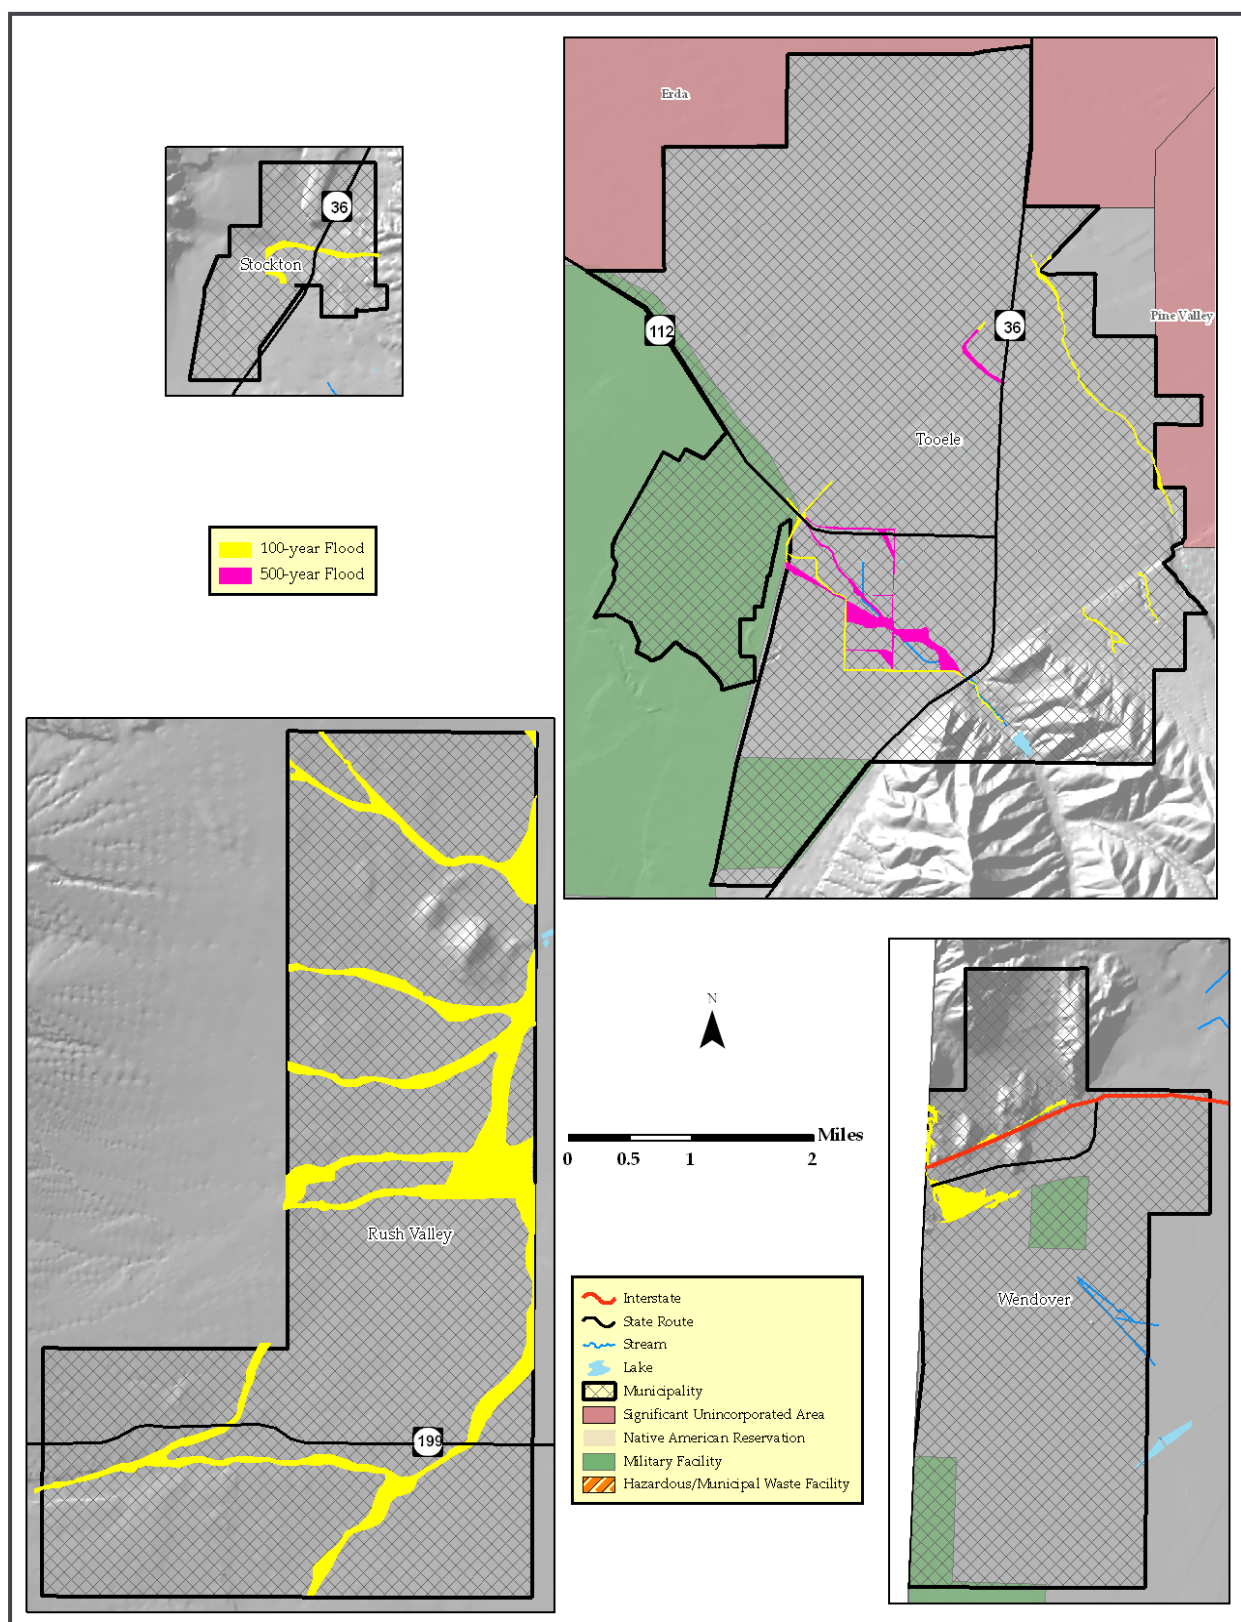 Erda
36
Stockton
112
36
Pine Valley
Tooele
100-year Flood
500-year Flood
N
Miles
0 0.5 1 2
Rush Valley
199
Wendover
Interstate
State Route
Stream
Lake
Municipality
Significant Unincorporated Area
Native American Reservation
Military Facility
Hazardous/Municipal Waste Facility